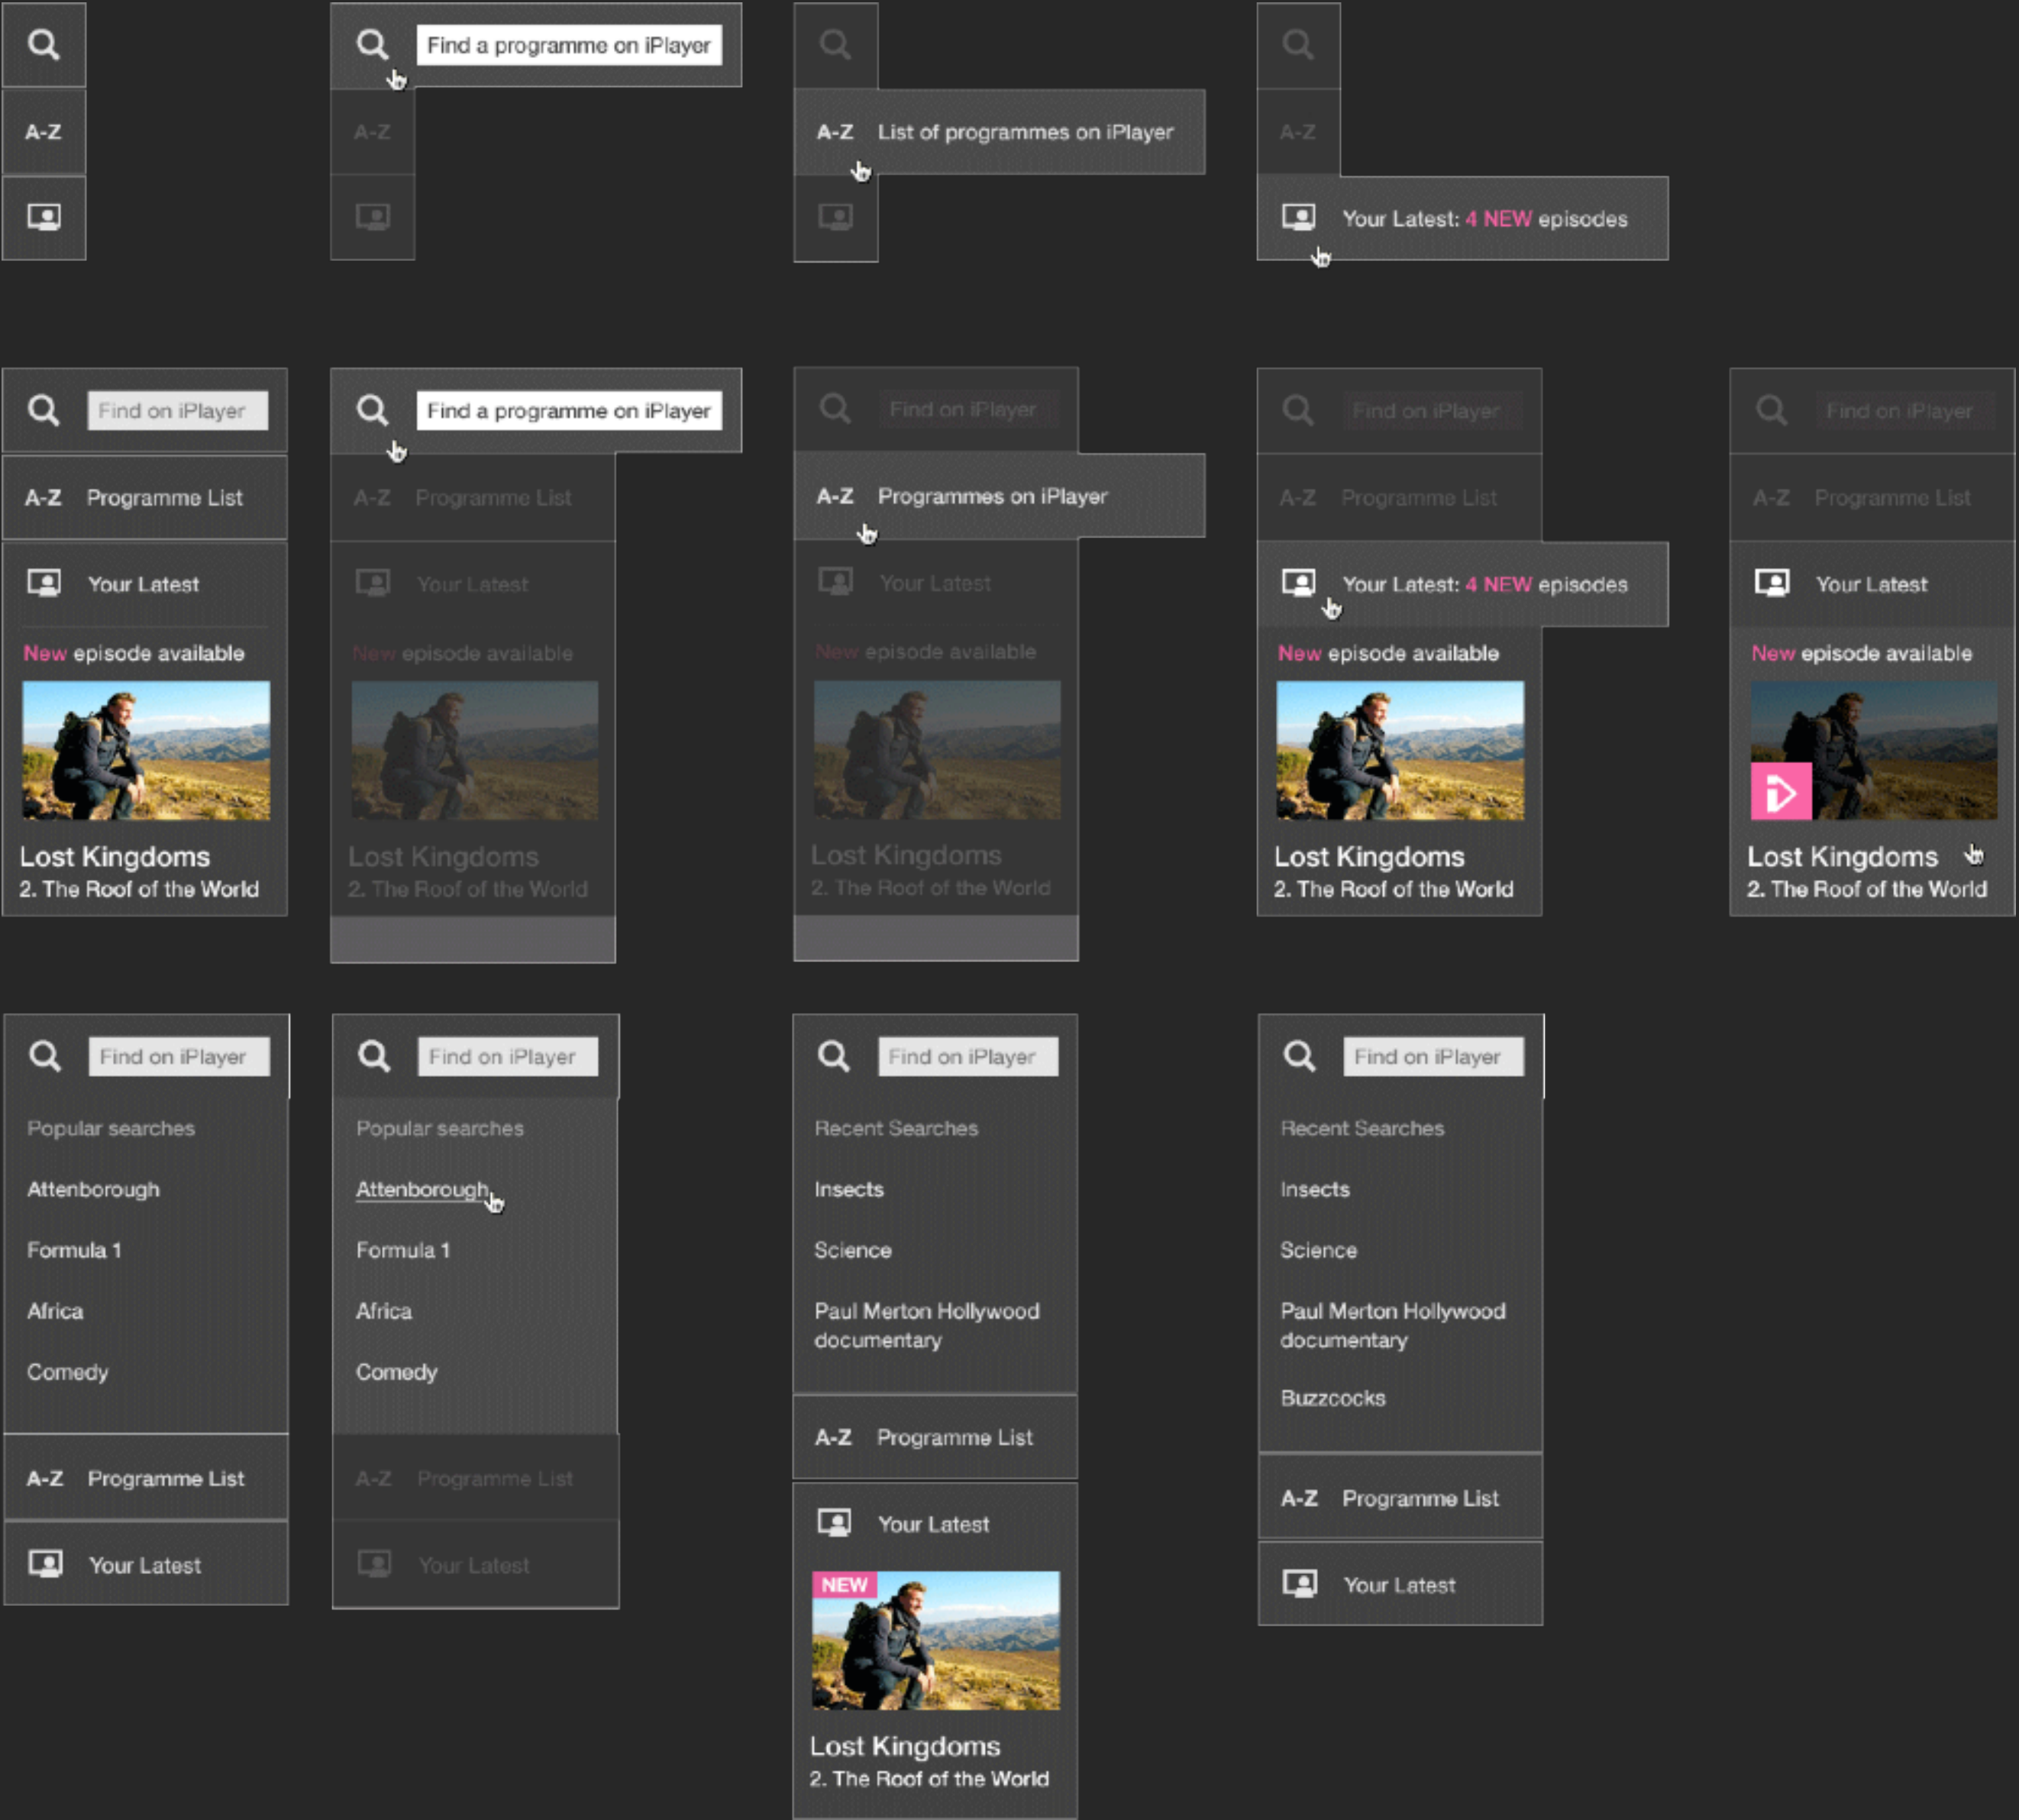 Find a programme on iPlayer
A-Z
A-Z
A-Z List of programmes on iPlayer
A-Z
Your Latest: 4 NEW episodes
Find on iPlayer
A-Z Programme List
Your Latest
New episode available
Lost Kingdoms
2. The Roof of the World
Find a programme on iPlayer
A-Z Programme List
Your Latest
New episode available
Lost Kingdoms
2. The Roof of the World
Find on iPlayer
A-Z Programmes on iPlayer
Your Latest
New episode available
Lost Kingdoms
2. The Roof of the World
Find on iPlayer
A-Z Programme List
Your Latest: 4 NEW episodes
New episode available
Lost Kingdoms
2. The Roof of the World
Find on iPlayer
A-Z Programme List
Your Latest
New episode available
Lost Kingdoms
2. The Roof of the World
Find on iPlayer
Popular searches
Attenborough
Formula 1
Africa
Comedy
A-Z Programme List
Your Latest
Find on iPlayer
Popular searches
Attenborough
Formula 1
Africa
Comedy
A-Z Programme List
Your Latest
Find on iPlayer
Recent Searches
Insects
Science
Paul Merton Hollywood
documentary
A-Z Programme List
Your Latest
NEW
Lost Kingdoms
2. The Roof of the World
Find on iPlayer
Recent Searches
Insects
Science
Paul Merton Hollywood
documentary
Buzzcocks
A-Z Programme List
Your Latest